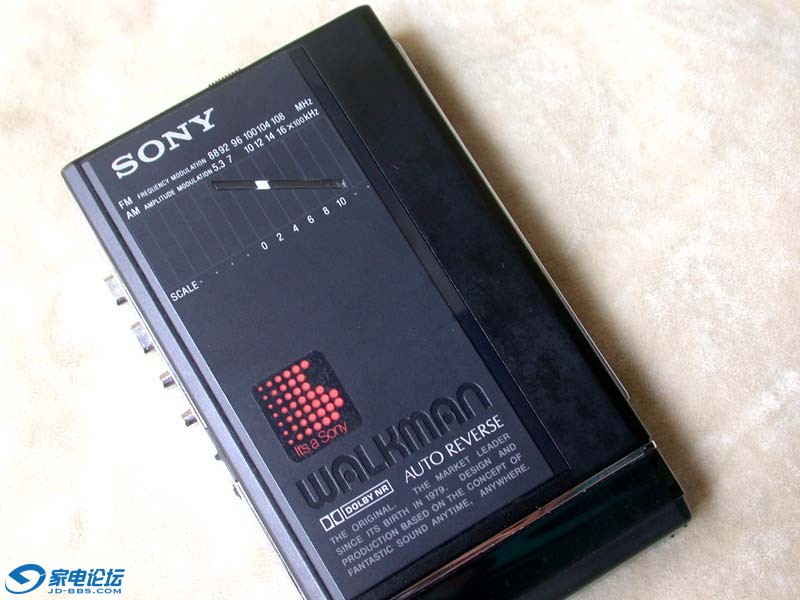 SONY
FM FREQUENCY MODULATION 88 92 96 100 104 108 MHz
AM AMPLITUDE MODULATION 5.3 7 10 12 14 16 ×100kHz
SCALE · · · · · 0 2 4 6 8 10 · ·
It's a Sony
WALKMAN
DOLBY NR AUTO REVERSE
THE ORIGINAL. THE MARKET LEADER
SINCE ITS BIRTH IN 1979. DESIGN AND
PRODUCTION BASED ON THE CONCEPT OF
FANTASTIC SOUND ANYTIME, ANYWHERE.
家电论坛
JD-BBS.COM